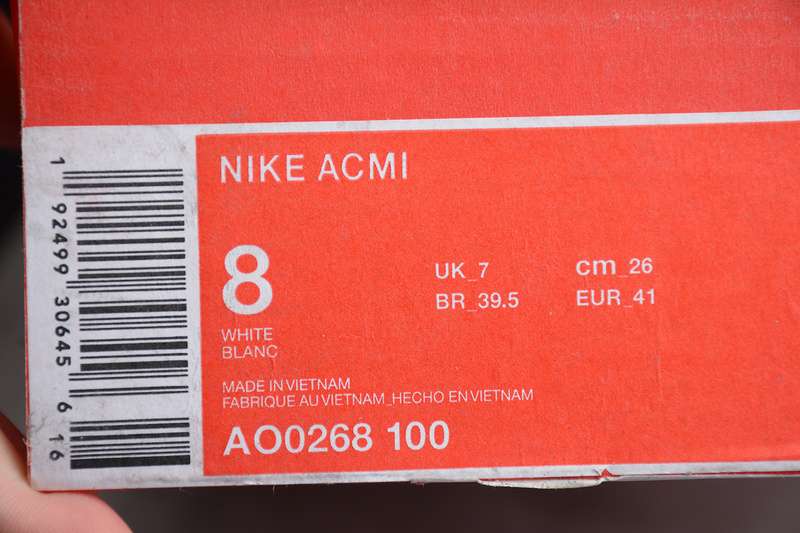 NIKE ACMI
8
UK_7
cm_26
BR_39.5
EUR_41
WHITE
BLANC
MADE IN VIETNAM
FABRIQUE AU VIETNAM_HECHO EN VIETNAM
AO0268 100
1 92499 30645 6 16